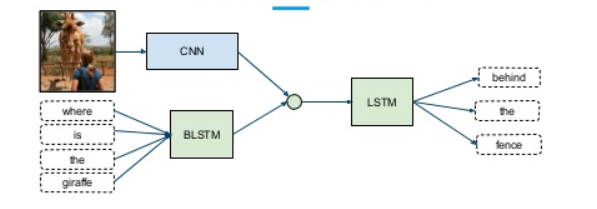 CNN
where
is
the
giraffe
BLSTM
LSTM
behind
the
fence